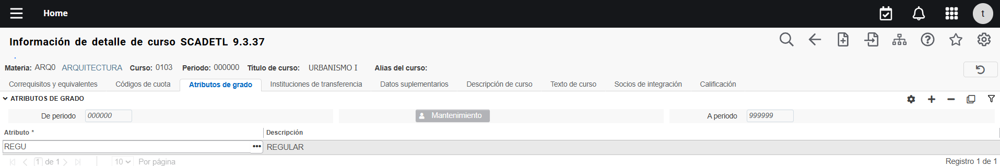 Home
t
Información de detalle de curso SCADETL 9.3.37
Materia: ARQ0 ARQUITECTURA Curso: 0103 Periodo: 000000 Título de curso: URBANISMO I Alias del curso:
Correquisitos y equivalentes Códigos de cuota Atributos de grado Instituciones de transferencia Datos suplementarios Descripción de curso Texto de curso Socios de integración Calificación
ATRIBUTOS DE GRADO
De periodo 000000 Mantenimiento A periodo 999999
Atributo * Descripción
REGU ••• REGULAR
1 de 1 10 Por página Registro 1 de 1